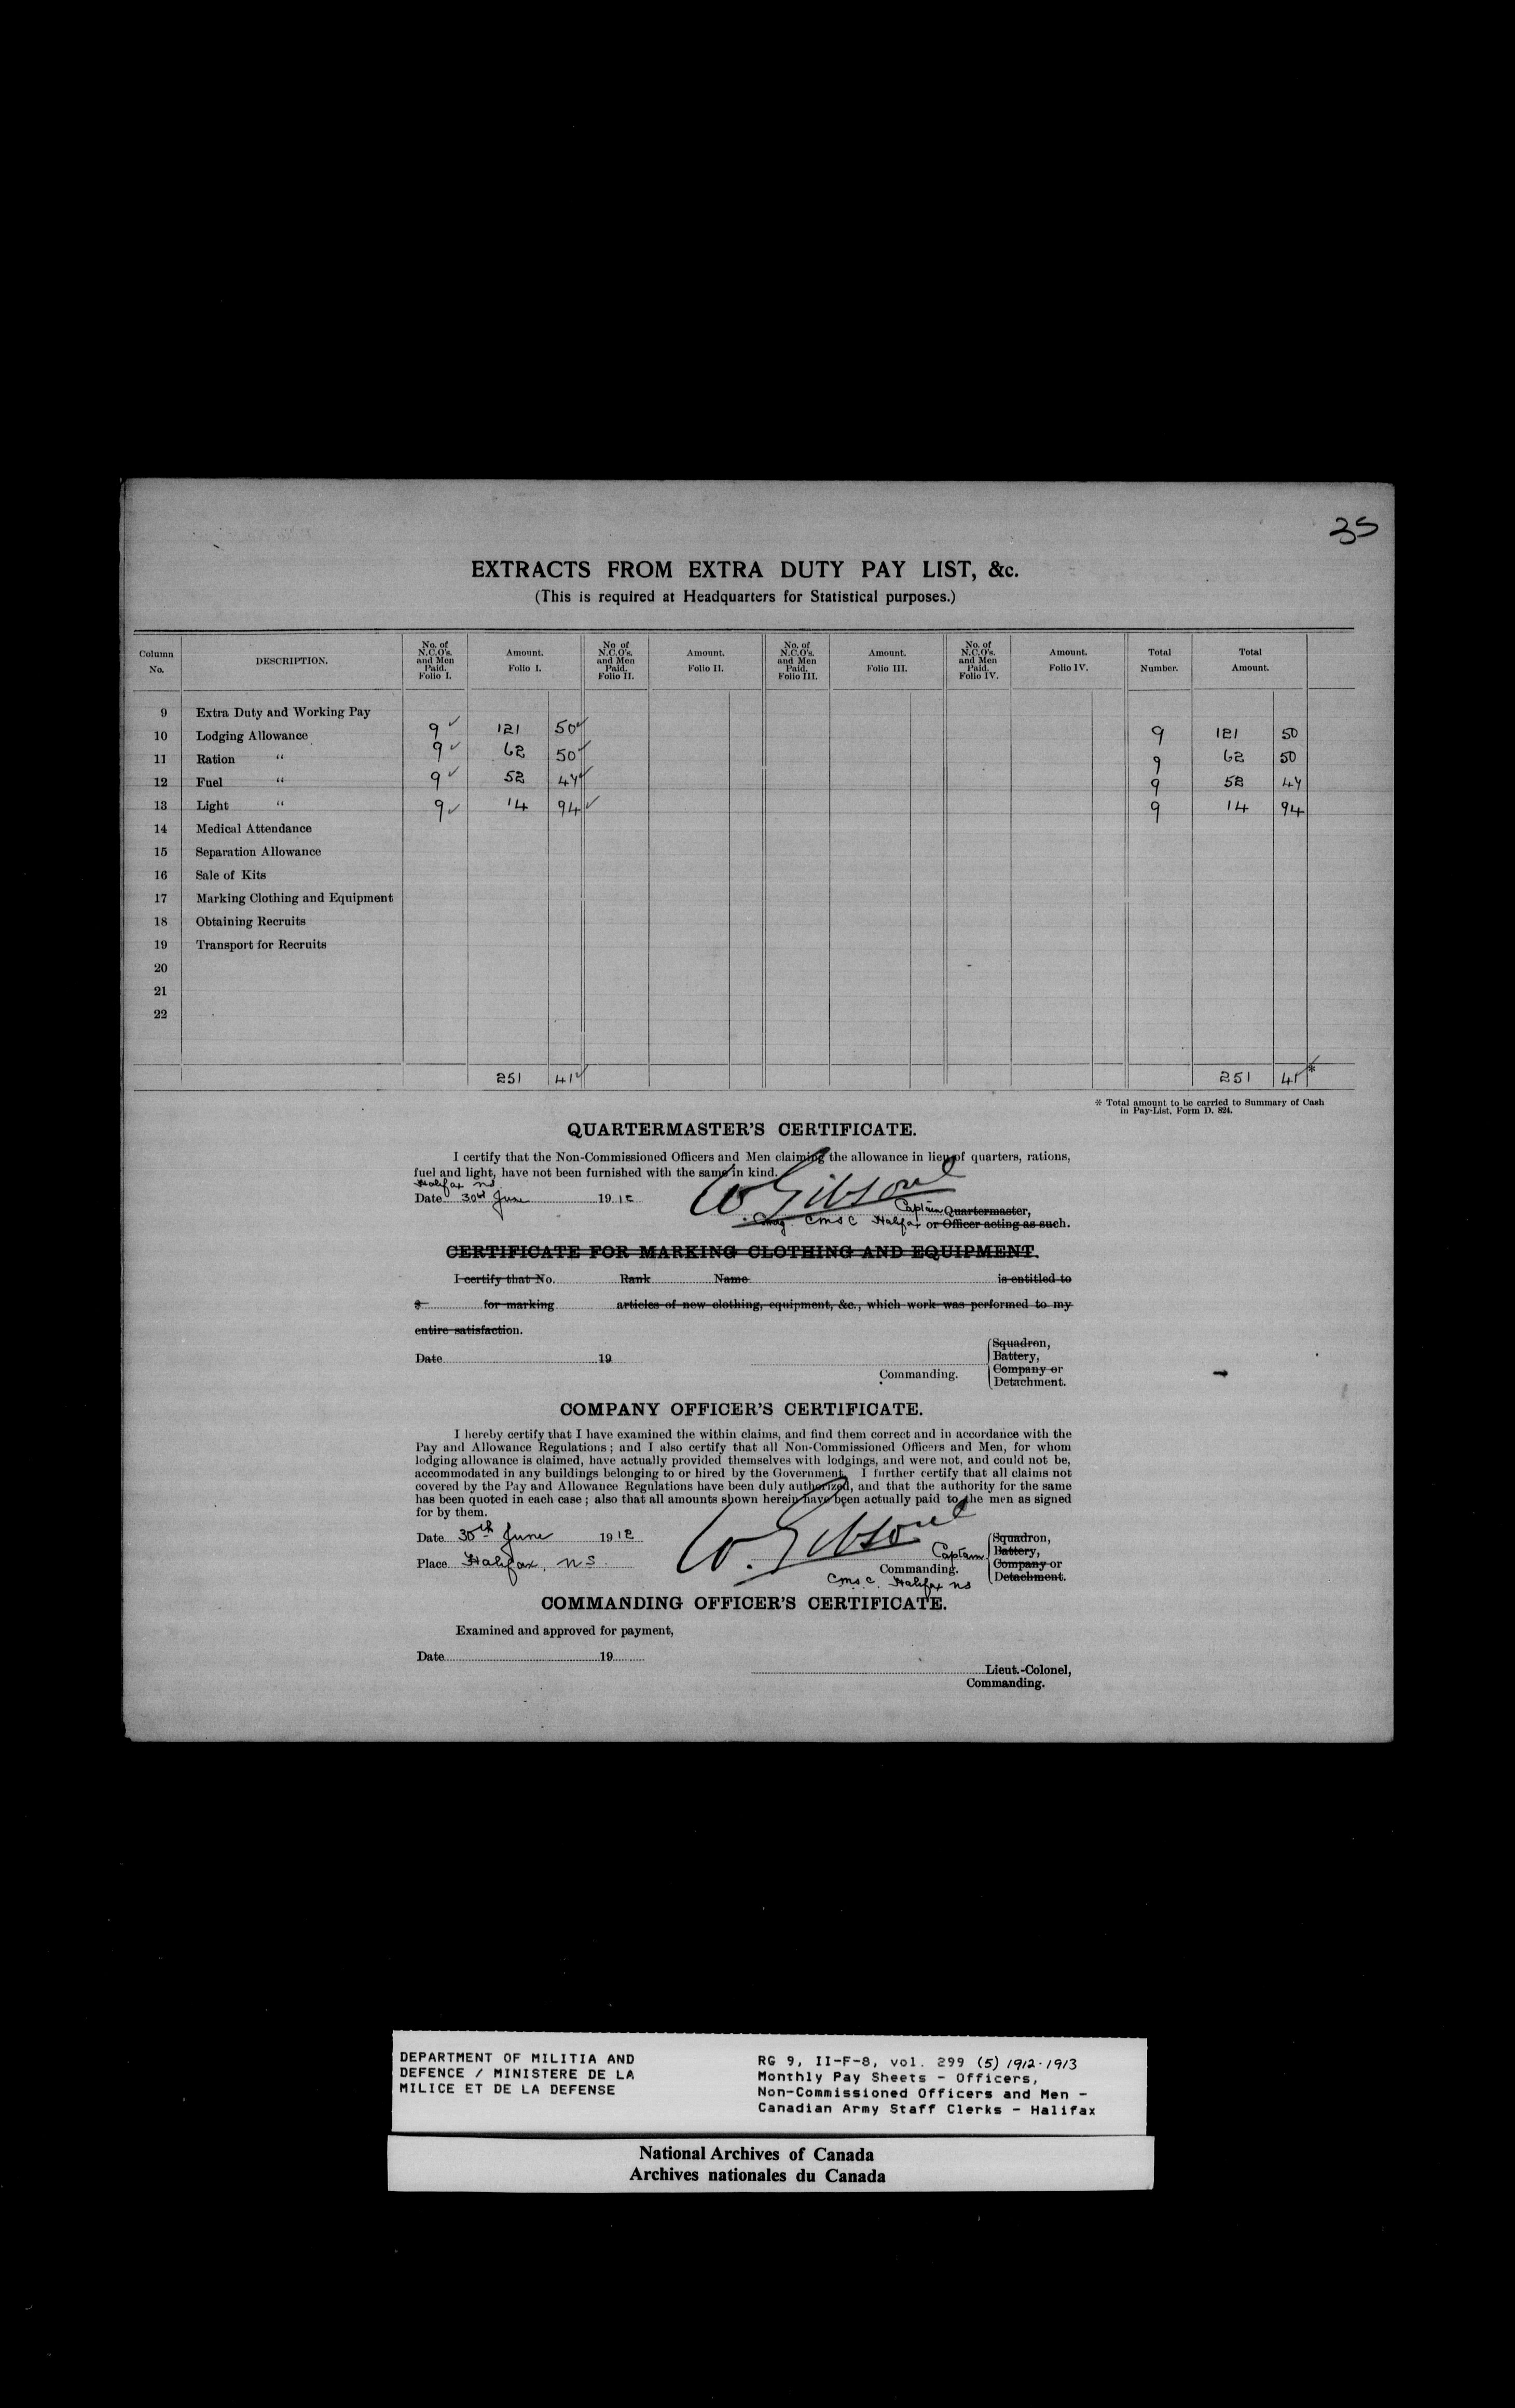 35
EXTRACTS FROM EXTRA DUTY PAY LIST, &c.
(This is required at Headquarters for Statistical purposes.)
Column No. DESCRIPTION. No. of N.C.O's. and Men Paid. Folio I. Amount. Folio I. No of N.C.O's. and Men Paid. Folio II. Amount. Folio II. No. of N.C.O's. and Men Paid. Folio III. Amount. Folio III. No. of N.C.O's. and Men Paid. Folio IV. Amount. Folio IV. Total Number. Total Amount.
9 Extra Duty and Working Pay
10 Lodging Allowance 9 ✓ 121 50 ✓ 9 121 50
11 Ration " 9 ✓ 62 50 ✓ 9 62 50
12 Fuel " 9 ✓ 52 47 ✓ 9 52 47
13 Light " 9 ✓ 14 94 ✓ 9 14 94
14 Medical Attendance
15 Separation Allowance
16 Sale of Kits
17 Marking Clothing and Equipment
18 Obtaining Recruits
19 Transport for Recruits
20
21
22
251 41 ✓ 251 41 *
* Total amount to be carried to Summary of Cash
in Pay-List, Form D. 824.
QUARTERMASTER'S CERTIFICATE.
I certify that the Non-Commissioned Officers and Men claiming the allowance in lieu of quarters, rations,
fuel and light, have not been furnished with the same in kind.
Halifax NS
Date 30th June 1912 W Gibson
Captain Quartermaster,
Cmdg. CMSC Halifax or Officer acting as such.
CERTIFICATE FOR MARKING CLOTHING AND EQUIPMENT.
I certify that No. Rank Name is entitled to
$ for marking articles of new clothing, equipment, &c., which work was performed to my
entire satisfaction.
Squadron,
Date 19 Battery,
Commanding. Company or
Detachment.
COMPANY OFFICER'S CERTIFICATE.
I hereby certify that I have examined the within claims, and find them correct and in accordance with the
Pay and Allowance Regulations; and I also certify that all Non-Commissioned Officers and Men, for whom
lodging allowance is claimed, have actually provided themselves with lodgings, and were not, and could not be,
accommodated in any buildings belonging to or hired by the Government. I further certify that all claims not
covered by the Pay and Allowance Regulations have been duly authorized, and that the authority for the same
has been quoted in each case; also that all amounts shown herein have been actually paid to the men as signed
for by them.
Date 30th June 1912 W. Gibson Squadron,
Captain Battery,
Place Halifax, NS. Commanding. Company or
CMSC. Halifax NS Detachment.
COMMANDING OFFICER'S CERTIFICATE.
Examined and approved for payment,
Date 19
Lieut.-Colonel,
Commanding.
DEPARTMENT OF MILITIA AND
DEFENCE / MINISTERE DE LA
MILICE ET DE LA DEFENSE
RG 9, II-F-8, vol. 299 (5) 1912-1913
Monthly Pay Sheets - Officers,
Non-Commissioned Officers and Men -
Canadian Army Staff Clerks - Halifax
National Archives of Canada
Archives nationales du Canada